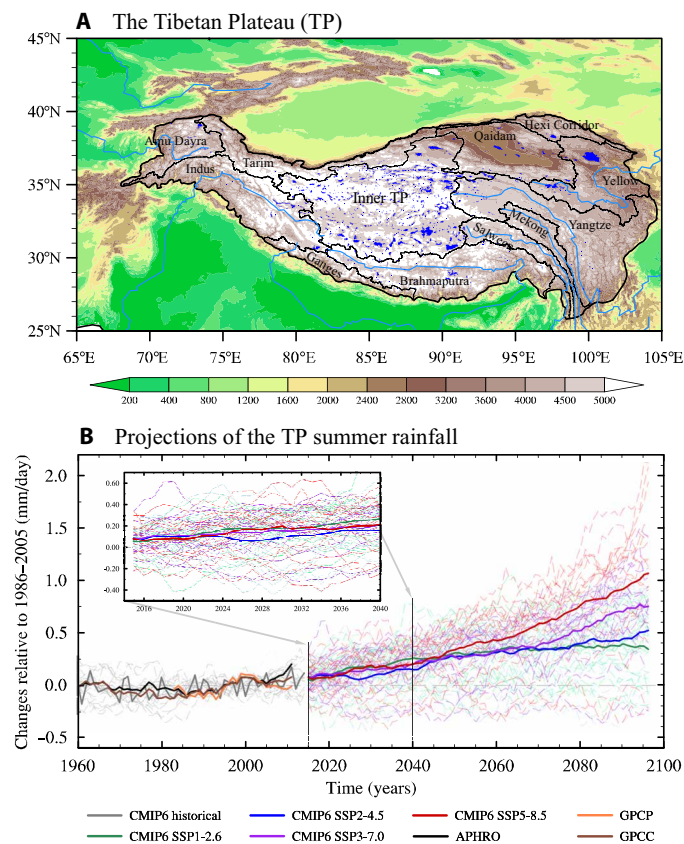 A The Tibetan Plateau (TP)
45°N
40°N
35°N
30°N
25°N
Amu Dayra
Hexi Corridor
Qaidam
Tarim
Indus
Yellow
Inner TP
Yangtze
Mekong
Salween
Ganges
Brahmaputra
65°E 70°E 75°E 80°E 85°E 90°E 95°E 100°E 105°E
200 400 800 1200 1600 2000 2400 2800 3200 3600 4000 4500 5000
B Projections of the TP summer rainfall
Changes relative to 1986–2005 (mm/day)
2.0
1.5
1.0
0.5
0.0
−0.5
0.60
0.40
0.20
0.00
-0.20
-0.40
2016 2020 2024 2028 2032 2036 2040
1960 1980 2000 2020 2040 2060 2080 2100
Time (years)
CMIP6 historical CMIP6 SSP2-4.5 CMIP6 SSP5-8.5 GPCP
CMIP6 SSP1-2.6 CMIP6 SSP3-7.0 APHRO GPCC